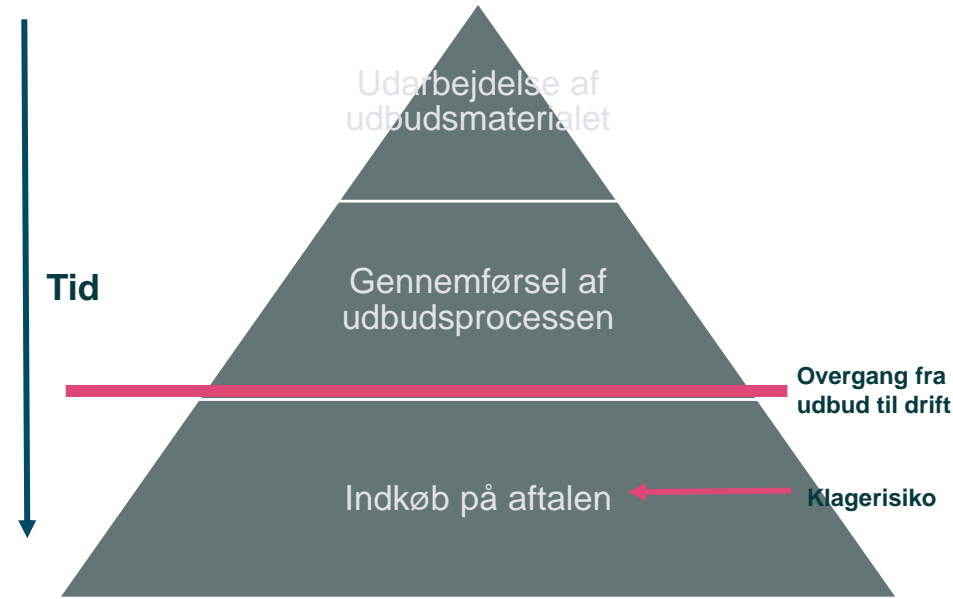 Udarbejdelse af
udbudsmaterialet
Gennemførsel af
udbudsprocessen
Tid
Overgang fra
udbud til drift
Indkøb på aftalen
Klagerisiko